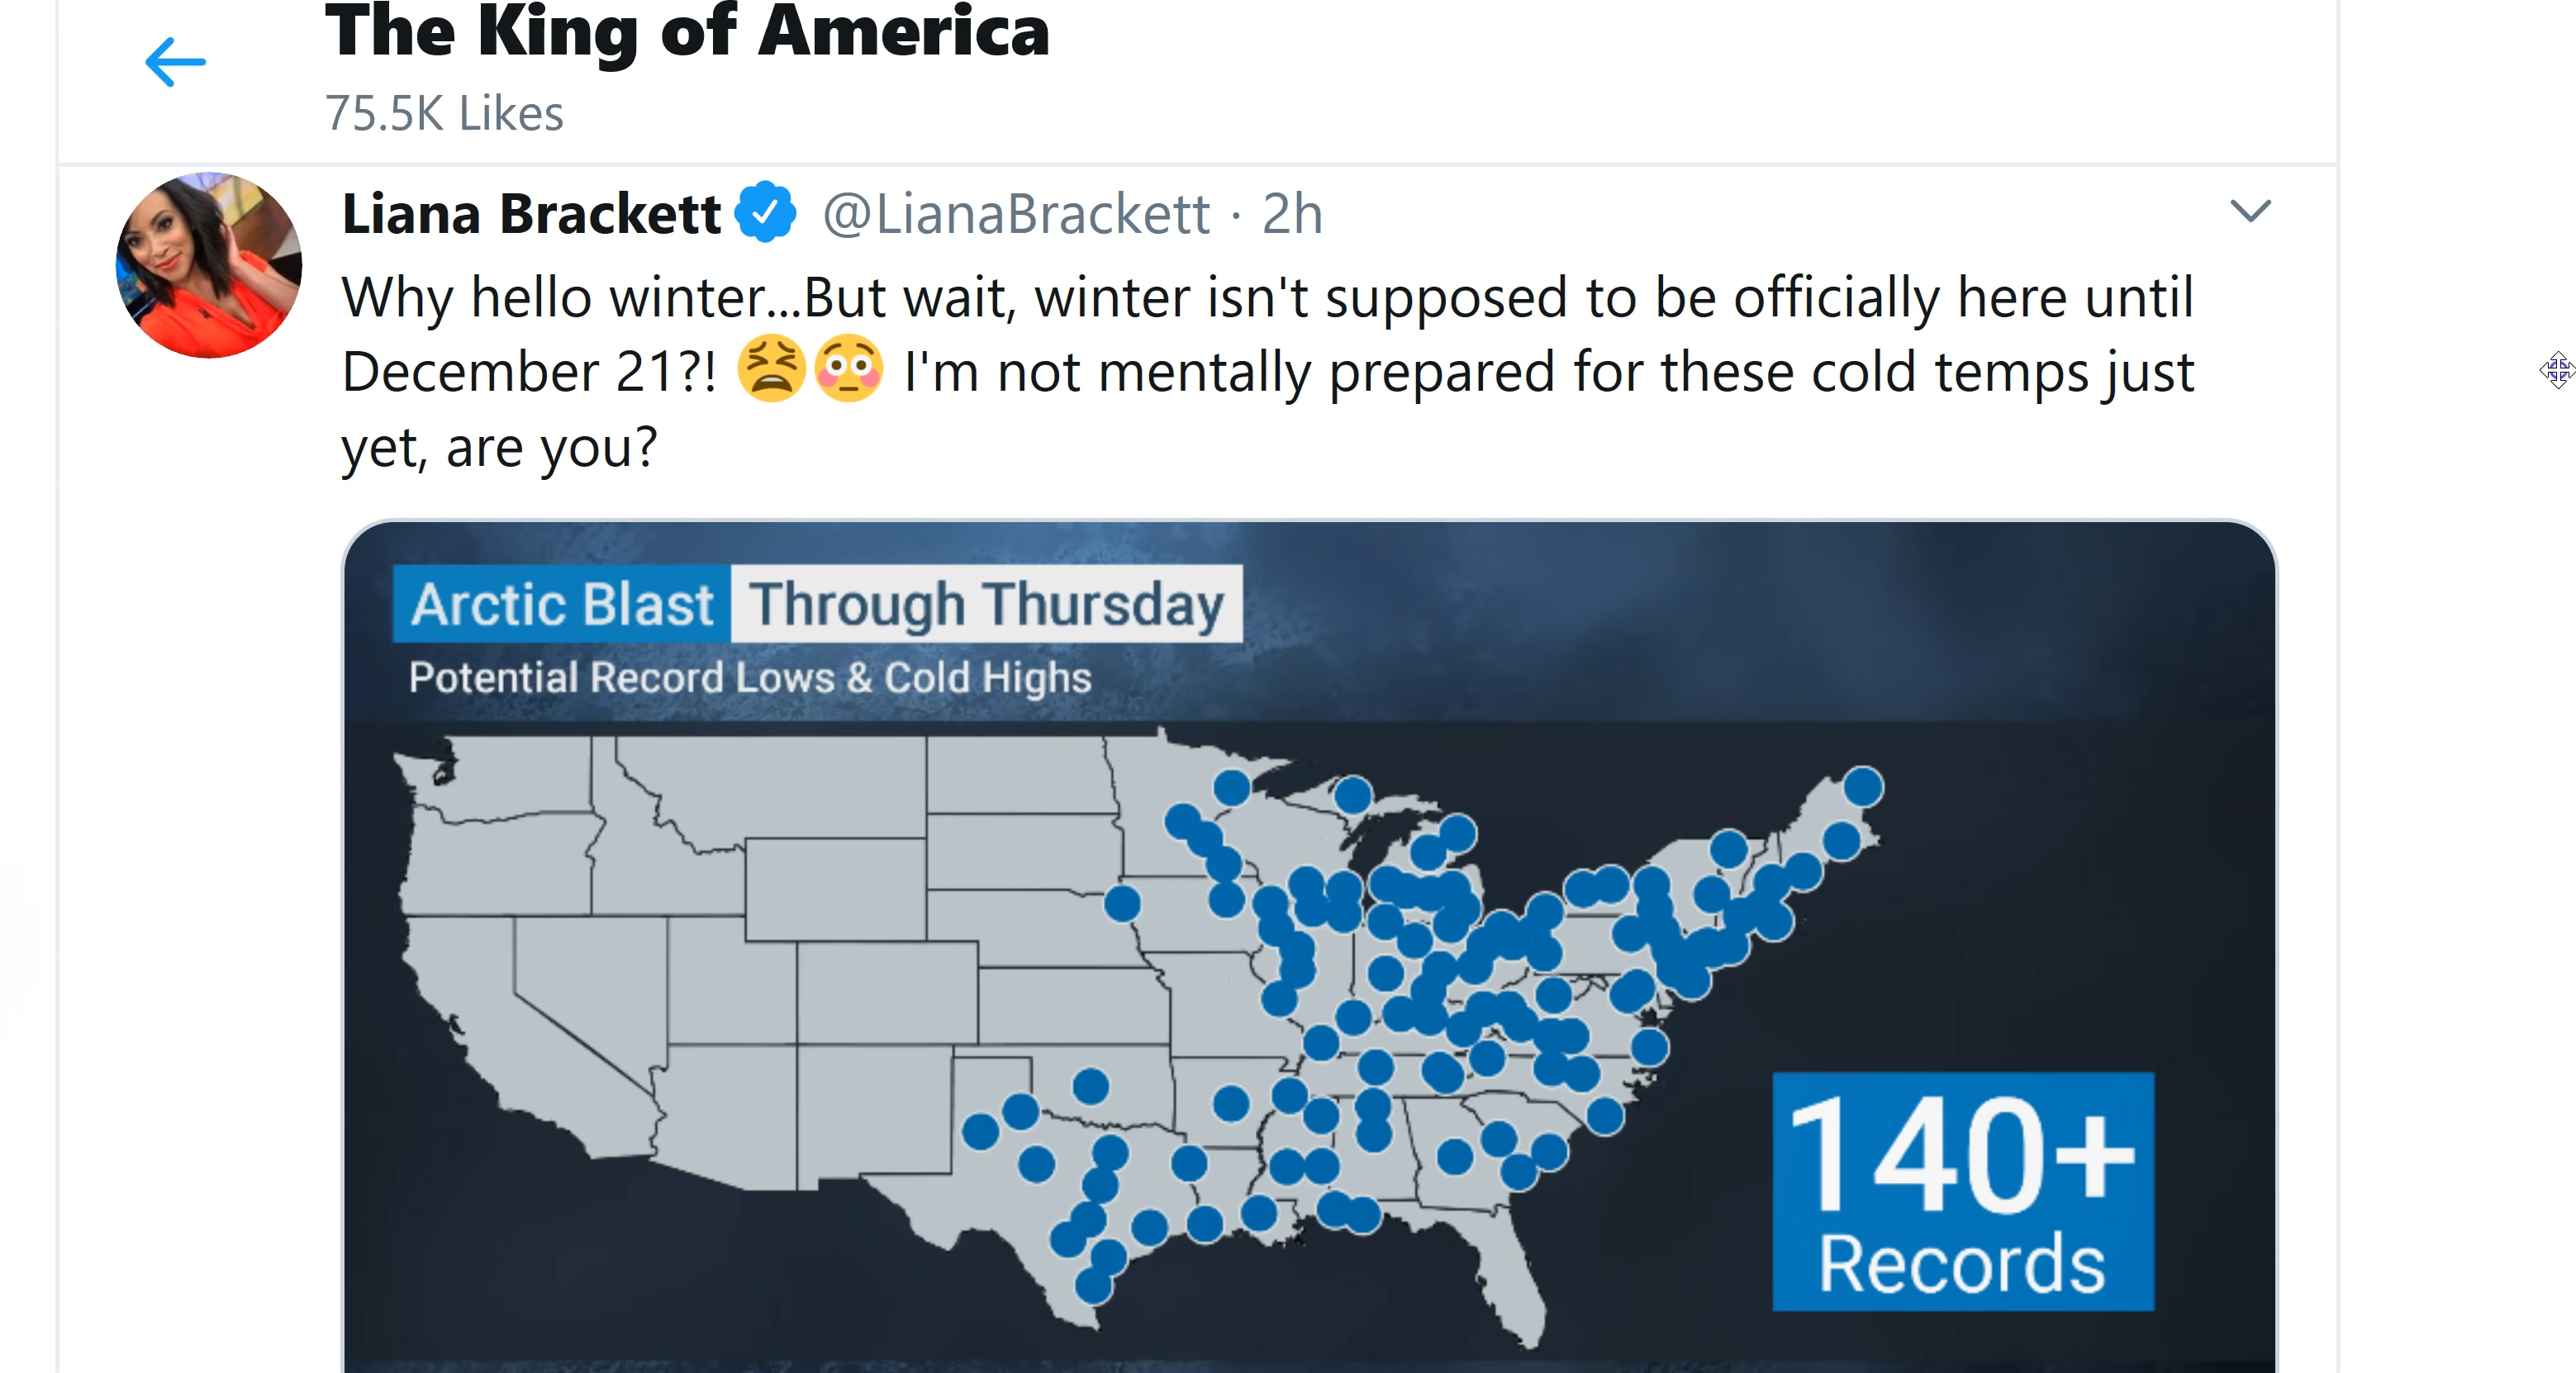 The King of America
75.5K Likes
Liana Brackett @LianaBrackett · 2h
Why hello winter...But wait, winter isn't supposed to be officially here until
December 21?! 😫😳 I'm not mentally prepared for these cold temps just
yet, are you?
Arctic Blast Through Thursday
Potential Record Lows & Cold Highs
140+
Records